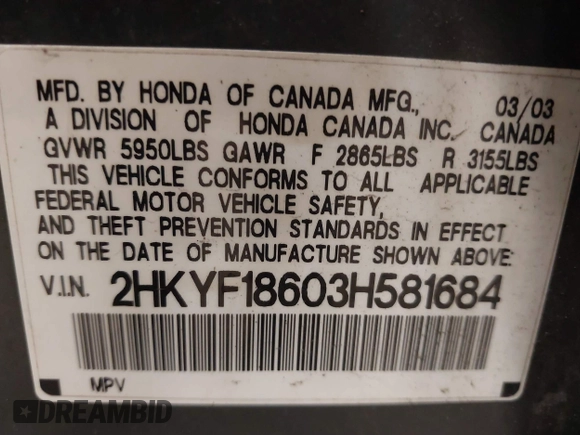 MFD. BY HONDA OF CANADA MFG., 03/03
A DIVISION OF HONDA CANADA INC. CANADA
GVWR 5950LBS GAWR F 2865LBS R 3155LBS
THIS VEHICLE CONFORMS TO ALL APPLICABLE
FEDERAL MOTOR VEHICLE SAFETY,
AND THEFT PREVENTION STANDARDS IN EFFECT
ON THE DATE OF MANUFACTURE SHOWN ABOVE.
V.I.N. 2HKYF18603H581684
MPV
DREAMBID